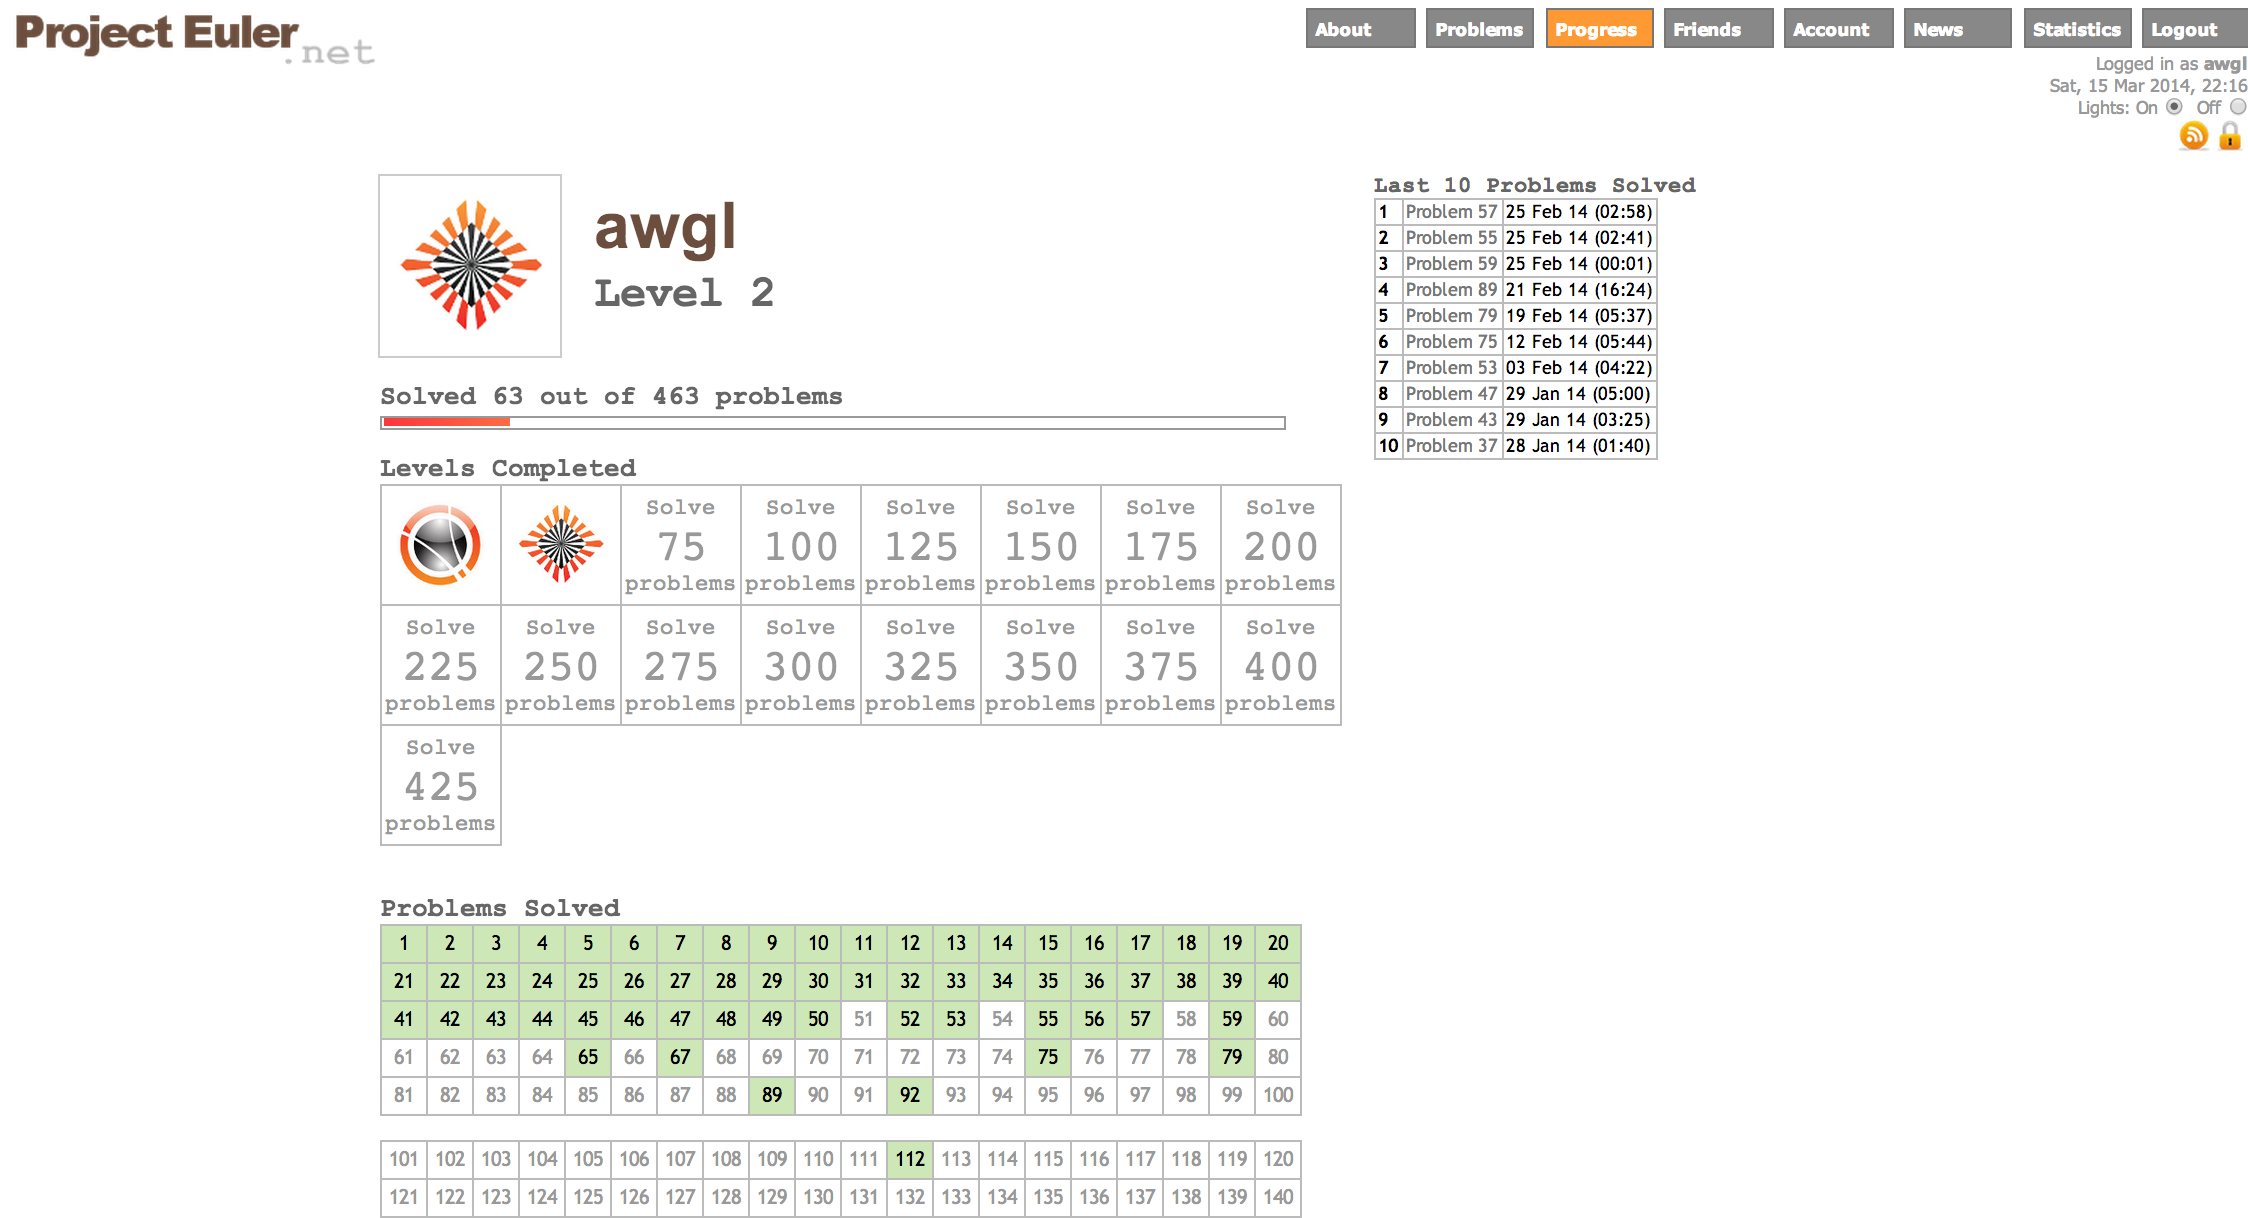 Project Euler.net
About Problems Progress Friends Account News Statistics Logout
Logged in as awgl
Sat, 15 Mar 2014, 22:16
Lights: On Off
awgl
Level 2
Solved 63 out of 463 problems
Levels Completed
Solve Solve Solve Solve Solve Solve
75 100 125 150 175 200
problems problems problems problems problems problems
Solve Solve Solve Solve Solve Solve Solve Solve
225 250 275 300 325 350 375 400
problems problems problems problems problems problems problems problems
Solve
425
problems
Problems Solved
1 2 3 4 5 6 7 8 9 10 11 12 13 14 15 16 17 18 19 20
21 22 23 24 25 26 27 28 29 30 31 32 33 34 35 36 37 38 39 40
41 42 43 44 45 46 47 48 49 50 51 52 53 54 55 56 57 58 59 60
61 62 63 64 65 66 67 68 69 70 71 72 73 74 75 76 77 78 79 80
81 82 83 84 85 86 87 88 89 90 91 92 93 94 95 96 97 98 99 100
101 102 103 104 105 106 107 108 109 110 111 112 113 114 115 116 117 118 119 120
121 122 123 124 125 126 127 128 129 130 131 132 133 134 135 136 137 138 139 140
Last 10 Problems Solved
1 Problem 57 25 Feb 14 (02:58)
2 Problem 55 25 Feb 14 (02:41)
3 Problem 59 25 Feb 14 (00:01)
4 Problem 89 21 Feb 14 (16:24)
5 Problem 79 19 Feb 14 (05:37)
6 Problem 75 12 Feb 14 (05:44)
7 Problem 53 03 Feb 14 (04:22)
8 Problem 47 29 Jan 14 (05:00)
9 Problem 43 29 Jan 14 (03:25)
10 Problem 37 28 Jan 14 (01:40)